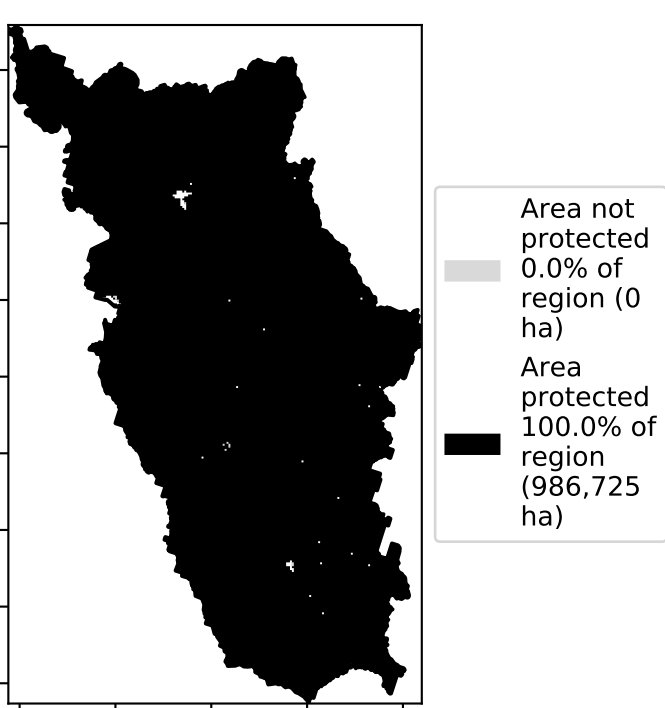 Area not
protected
0.0% of
region (0
ha)
Area
protected
100.0% of
region
(986,725
ha)